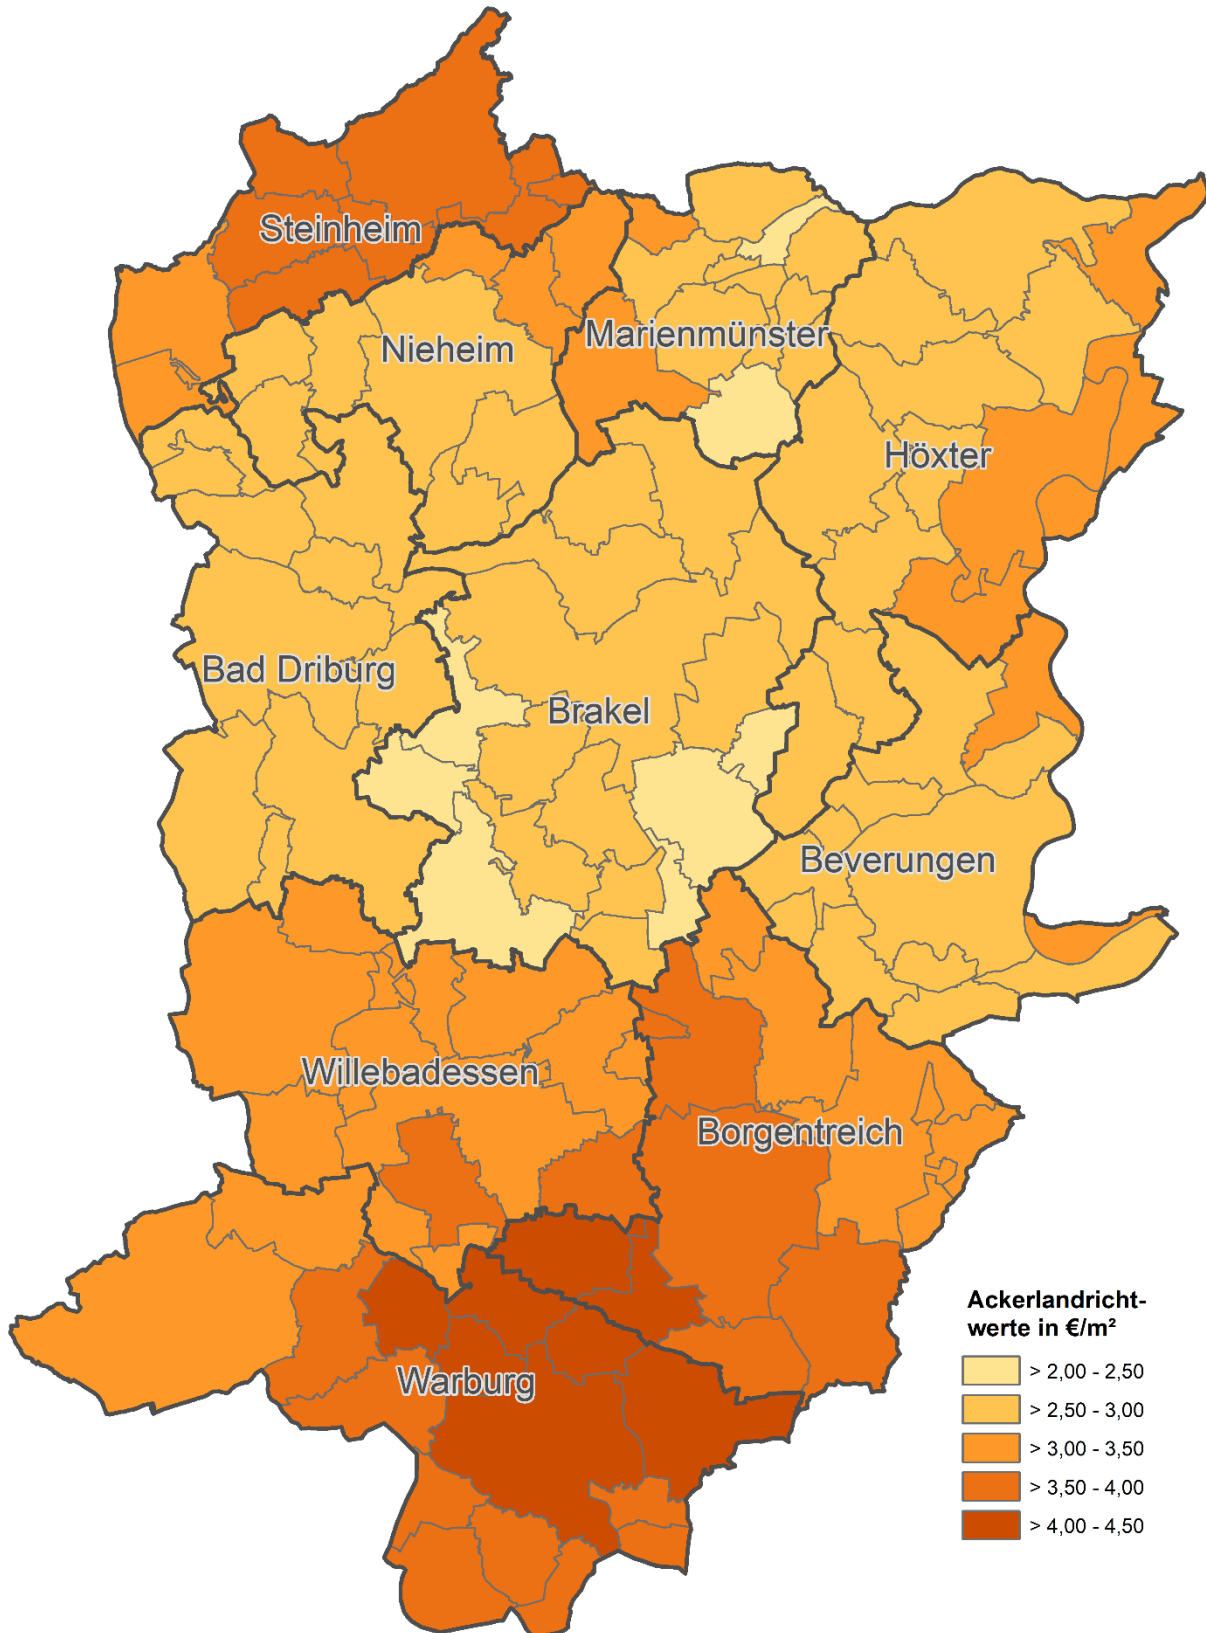 Steinheim
Nieheim
Marienmünster
Höxter
Bad Driburg
Brakel
Beverungen
Willebadessen
Borgentreich
Warburg
Ackerlandricht-
werte in €/m²
> 2,00 - 2,50
> 2,50 - 3,00
> 3,00 - 3,50
> 3,50 - 4,00
> 4,00 - 4,50